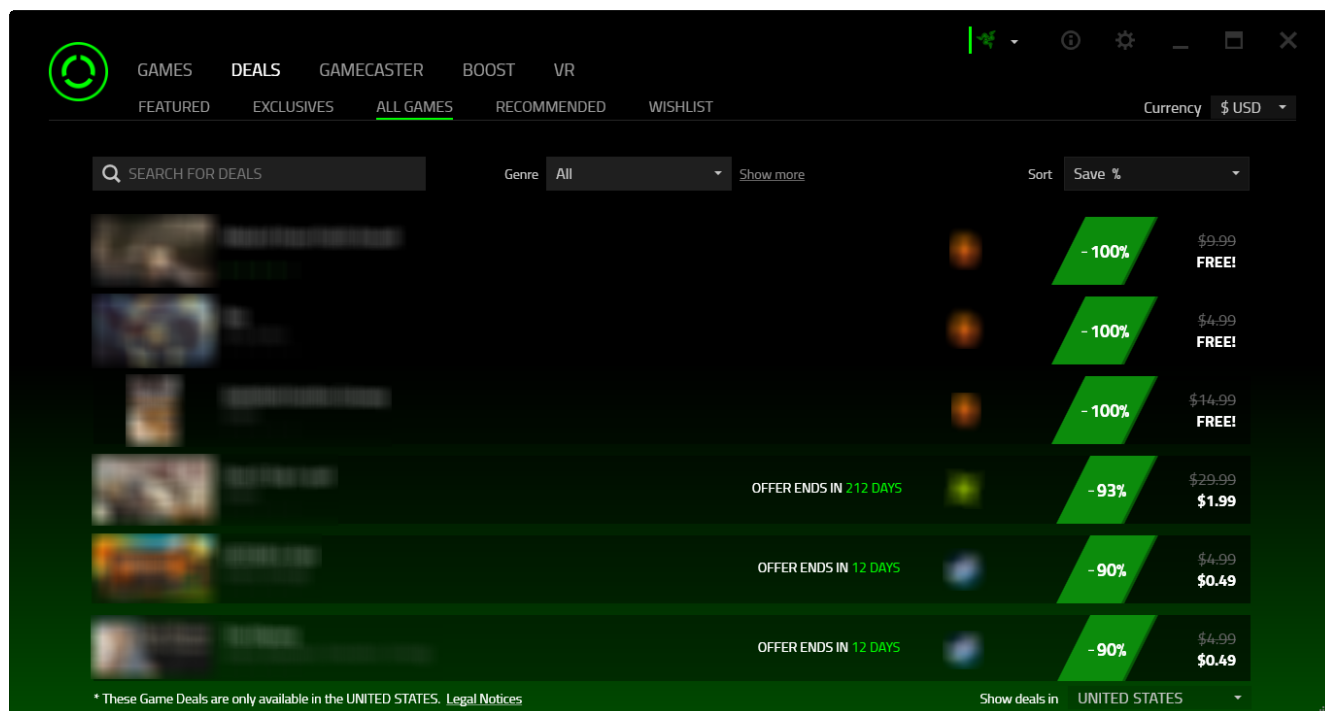 GAMES DEALS GAMECASTER BOOST VR
FEATURED EXCLUSIVES ALL GAMES RECOMMENDED WISHLIST Currency $ USD
SEARCH FOR DEALS Genre All Show more Sort Save %
- 100% $9.99
FREE!
- 100% $4.99
FREE!
- 100% $14.99
FREE!
OFFER ENDS IN 212 DAYS - 93% $29.99
$1.99
OFFER ENDS IN 12 DAYS - 90% $4.99
$0.49
OFFER ENDS IN 12 DAYS - 90% $4.99
$0.49
* These Game Deals are only available in the UNITED STATES. Legal Notices Show deals in UNITED STATES